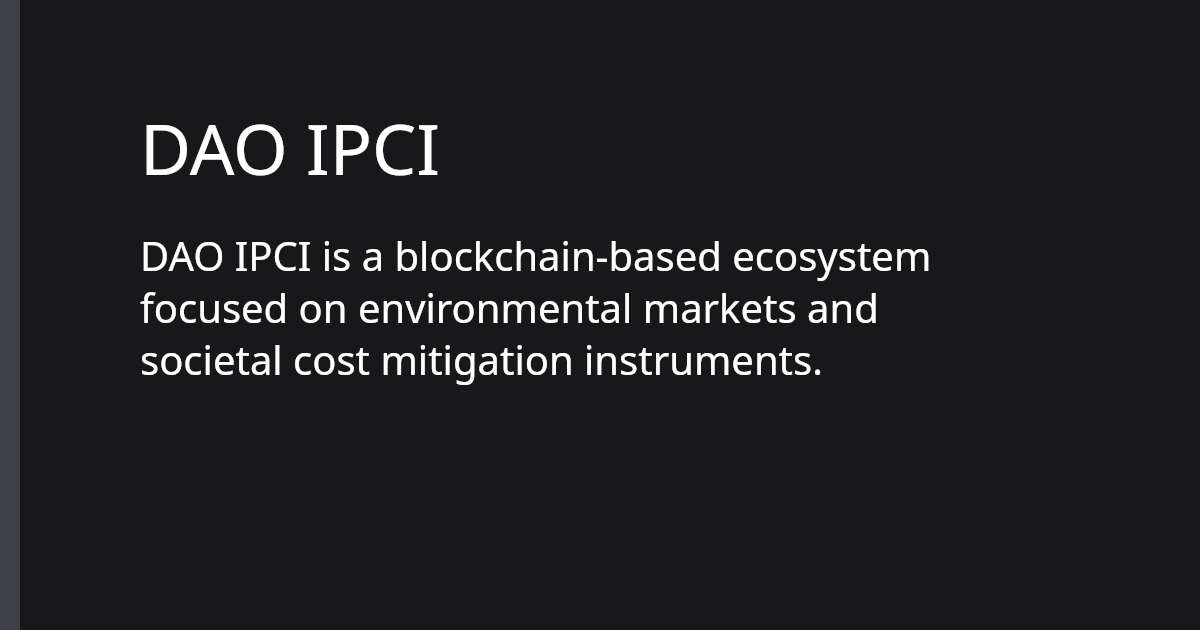 DAO IPCI
DAO IPCI is a blockchain-based ecosystem
focused on environmental markets and
societal cost mitigation instruments.